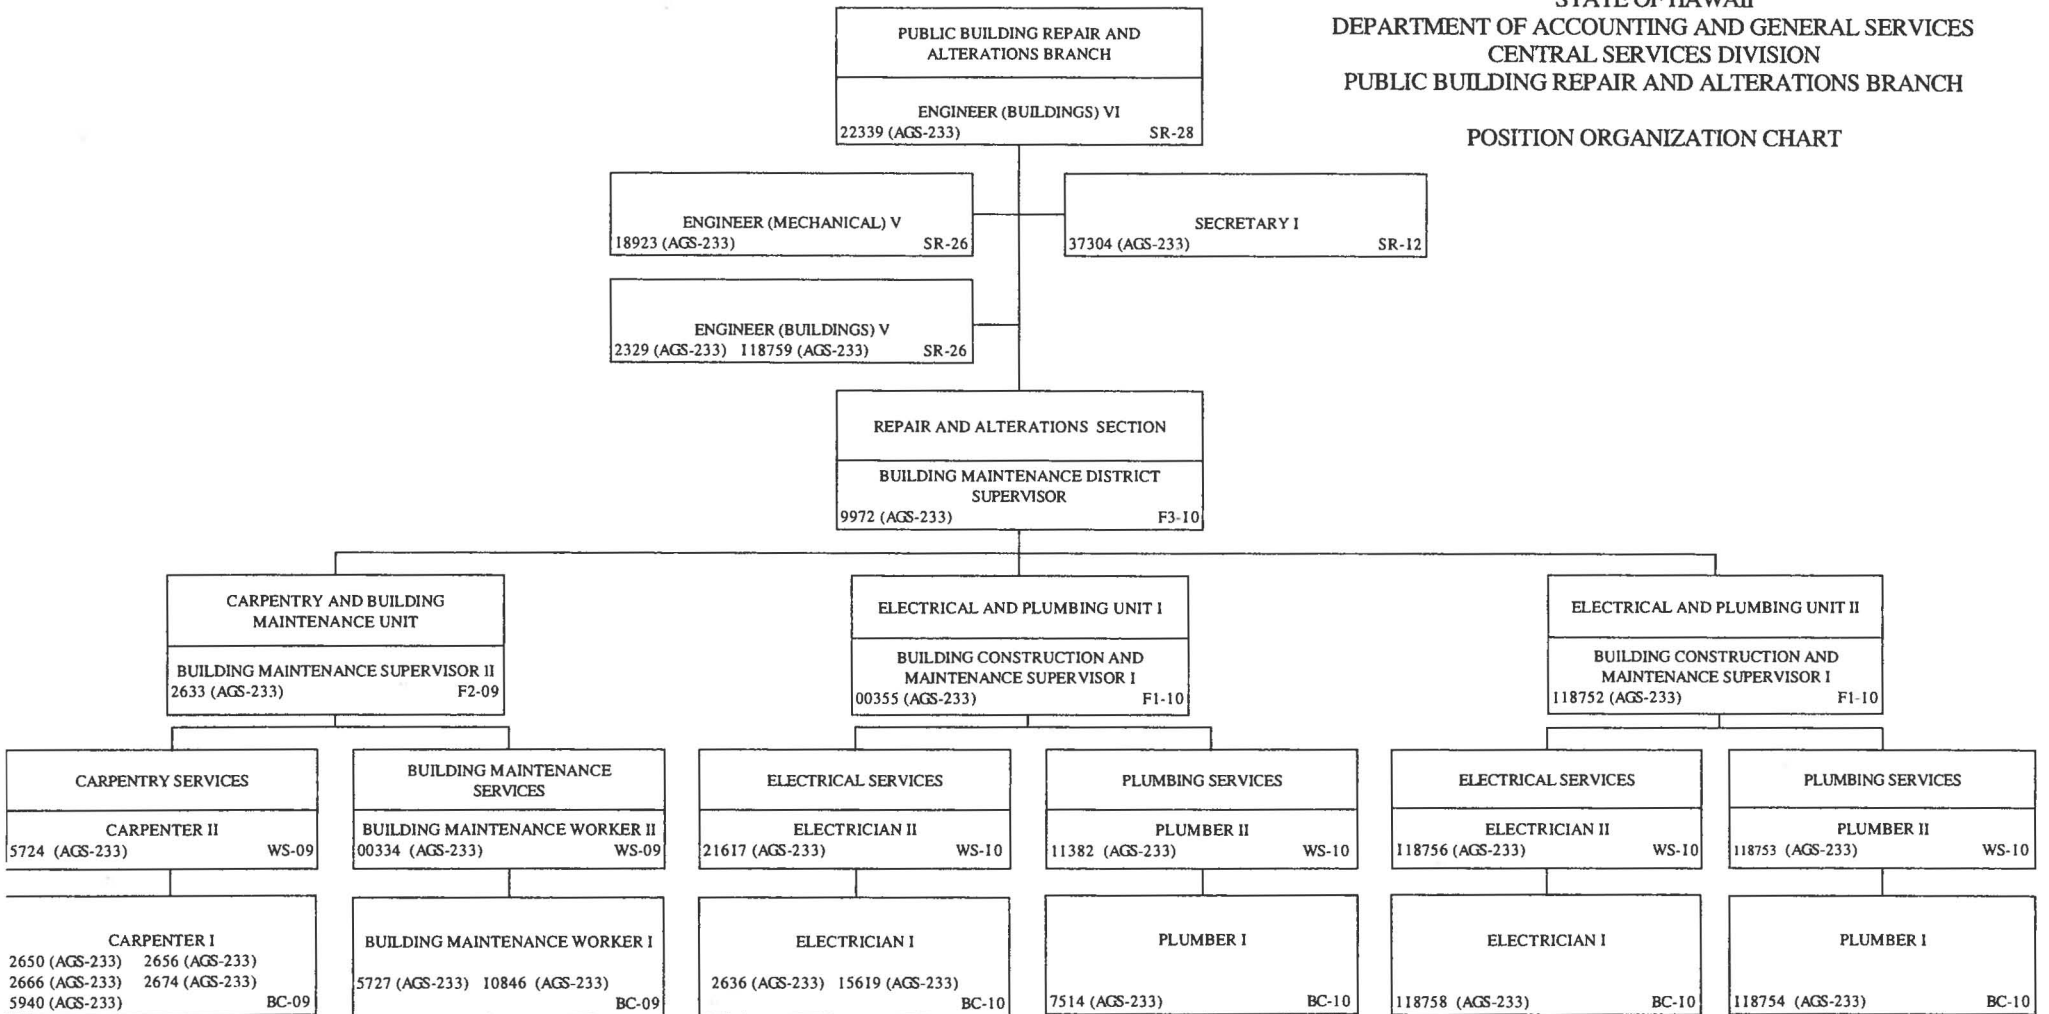 STATE OF HAWAII
DEPARTMENT OF ACCOUNTING AND GENERAL SERVICES
CENTRAL SERVICES DIVISION
PUBLIC BUILDING REPAIR AND ALTERATIONS BRANCH
POSITION ORGANIZATION CHART
PUBLIC BUILDING REPAIR AND
ALTERATIONS BRANCH
ENGINEER (BUILDINGS) VI
22339 (AGS-233) SR-28
ENGINEER (MECHANICAL) V
18923 (AGS-233) SR-26
SECRETARY I
37304 (AGS-233) SR-12
ENGINEER (BUILDINGS) V
2329 (AGS-233) 118759 (AGS-233) SR-26
REPAIR AND ALTERATIONS SECTION
BUILDING MAINTENANCE DISTRICT
SUPERVISOR
9972 (AGS-233) F3-10
CARPENTRY AND BUILDING
MAINTENANCE UNIT
BUILDING MAINTENANCE SUPERVISOR II
2633 (AGS-233) F2-09
ELECTRICAL AND PLUMBING UNIT I
BUILDING CONSTRUCTION AND
MAINTENANCE SUPERVISOR I
00355 (AGS-233) F1-10
ELECTRICAL AND PLUMBING UNIT II
BUILDING CONSTRUCTION AND
MAINTENANCE SUPERVISOR I
118752 (AGS-233) F1-10
CARPENTRY SERVICES
CARPENTER II
5724 (AGS-233) WS-09
BUILDING MAINTENANCE
SERVICES
BUILDING MAINTENANCE WORKER II
00334 (AGS-233) WS-09
ELECTRICAL SERVICES
ELECTRICIAN II
21617 (AGS-233) WS-10
PLUMBING SERVICES
PLUMBER II
11382 (AGS-233) WS-10
ELECTRICAL SERVICES
ELECTRICIAN II
118756 (AGS-233) WS-10
PLUMBING SERVICES
PLUMBER II
118753 (AGS-233) WS-10
CARPENTER I
2650 (AGS-233) 2656 (AGS-233)
2666 (AGS-233) 2674 (AGS-233)
5940 (AGS-233) BC-09
BUILDING MAINTENANCE WORKER I
5727 (AGS-233) 10846 (AGS-233)
BC-09
ELECTRICIAN I
2636 (AGS-233) 15619 (AGS-233)
BC-10
PLUMBER I
7514 (AGS-233) BC-10
ELECTRICIAN I
118758 (AGS-233) BC-10
PLUMBER I
118754 (AGS-233) BC-10